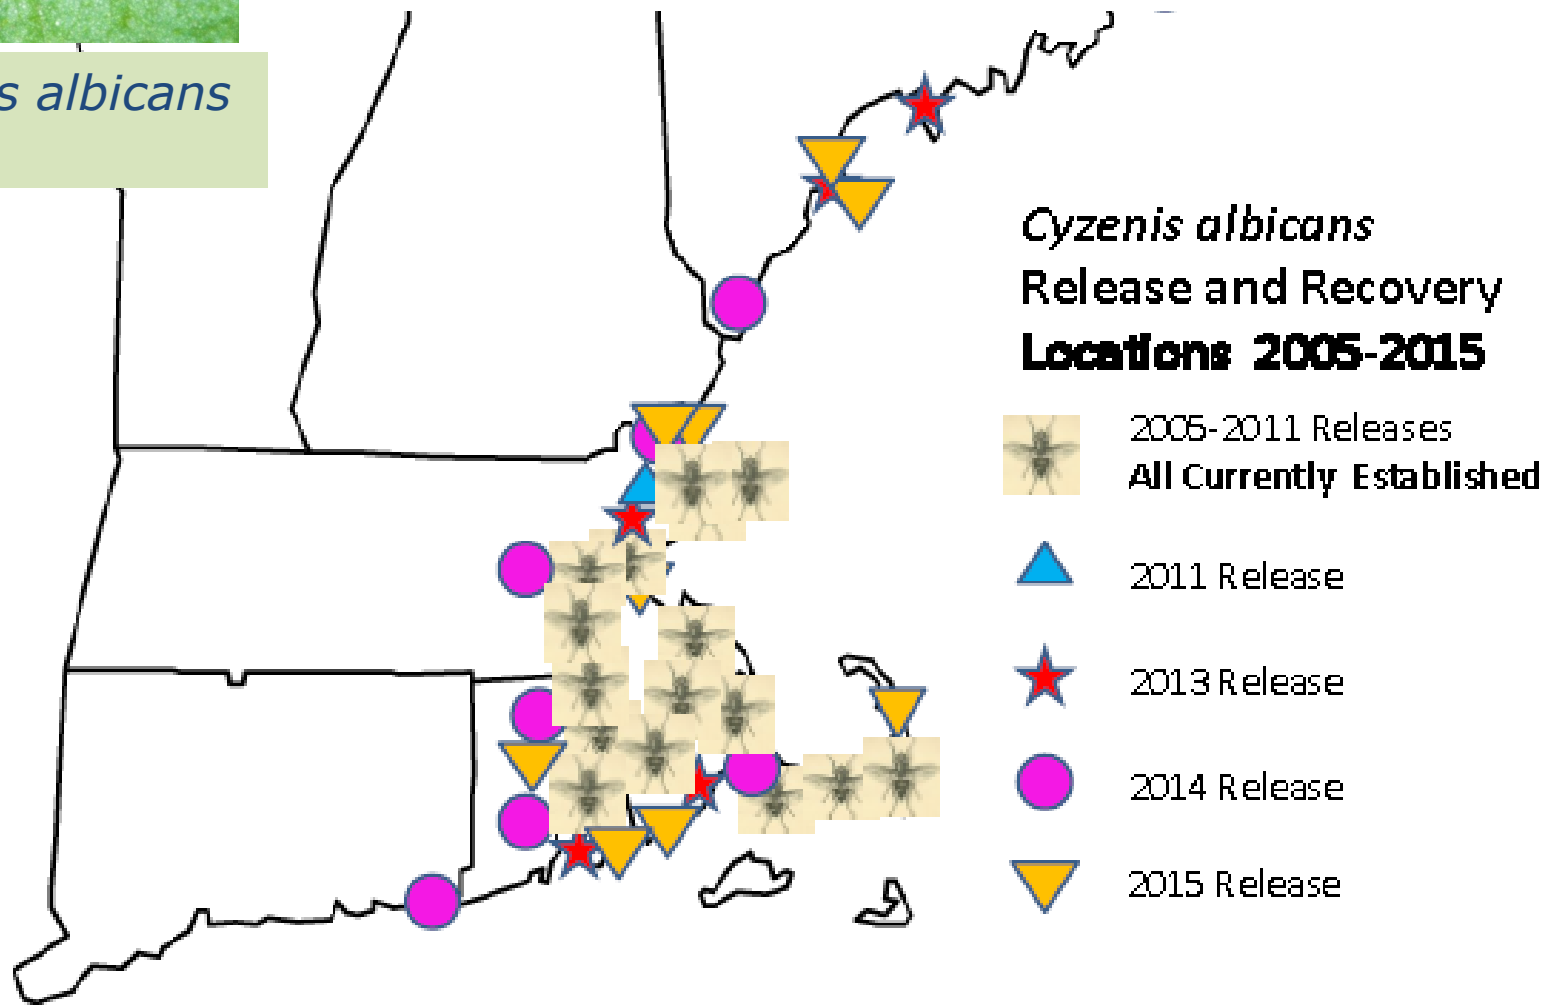 s albicans
Cyzenis albicans
Release and Recovery
Locations 2005-2015
2005-2011 Releases
All Currently Established
2011 Release
2013 Release
2014 Release
2015 Release